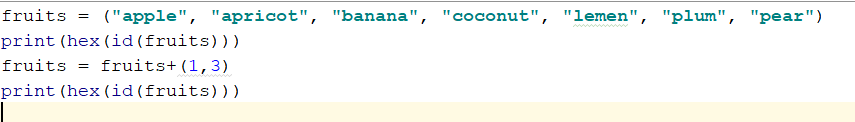 fruits = ("apple", "apricot", "banana", "coconut", "lemen", "plum", "pear")
print(hex(id(fruits)))
fruits = fruits+(1,3)
print(hex(id(fruits)))